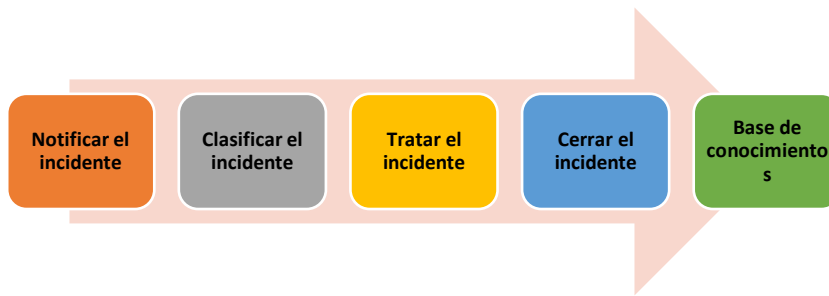 Notificar el
incidente
Clasificar el
incidente
Tratar el
incidente
Cerrar el
incidente
Base de
conocimiento
s